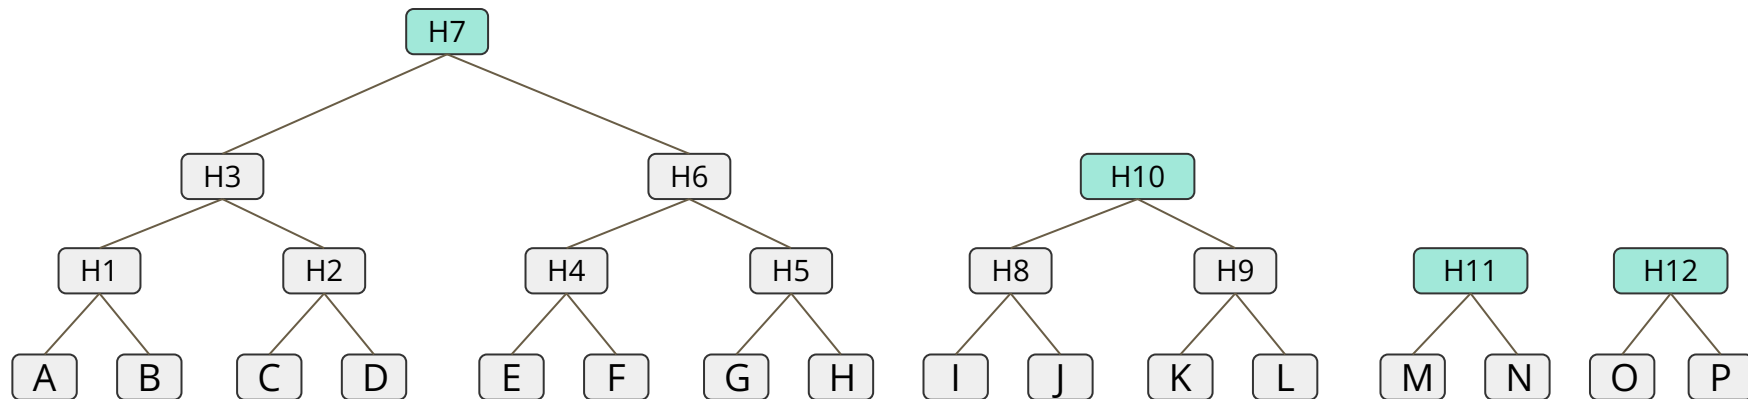 H7
H3 H6 H10
H1 H2 H4 H5 H8 H9 H11 H12
A B C D E F G H I J K L M N O P